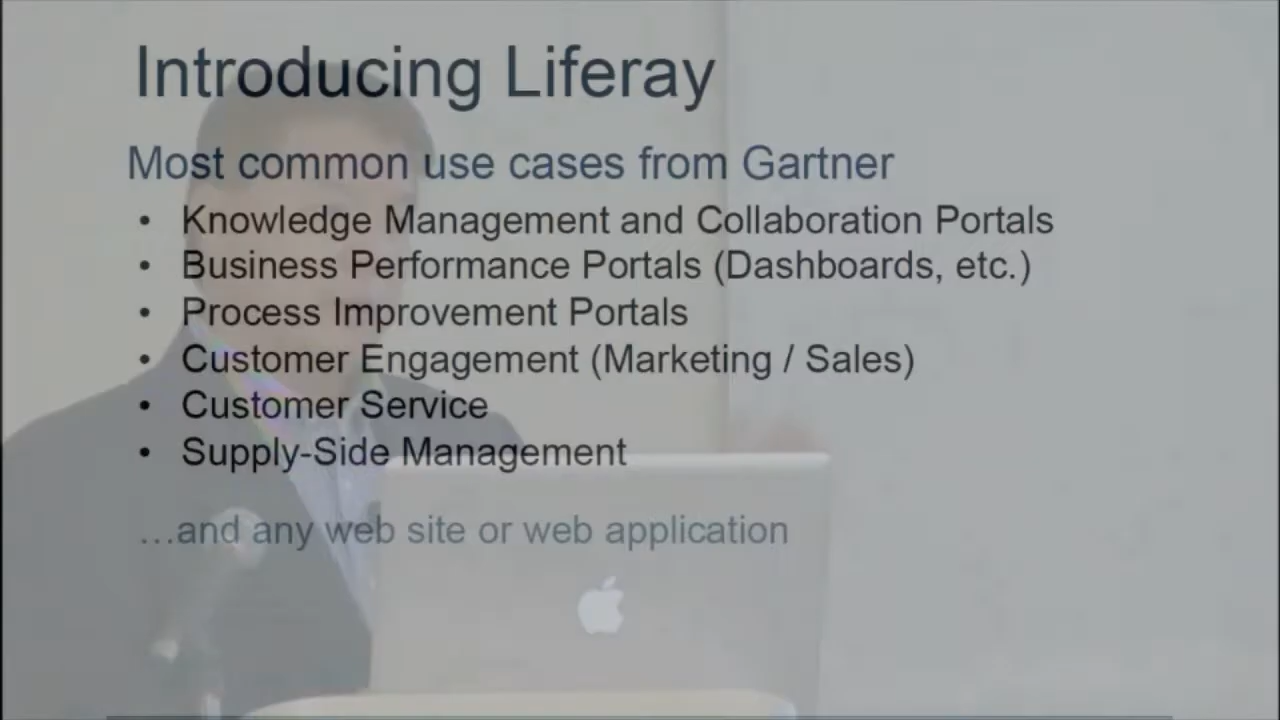 Introducing Liferay
Most common use cases from Gartner
• Knowledge Management and Collaboration Portals
• Business Performance Portals (Dashboards, etc.)
• Process Improvement Portals
• Customer Engagement (Marketing / Sales)
• Customer Service
• Supply-Side Management
…and any web site or web application